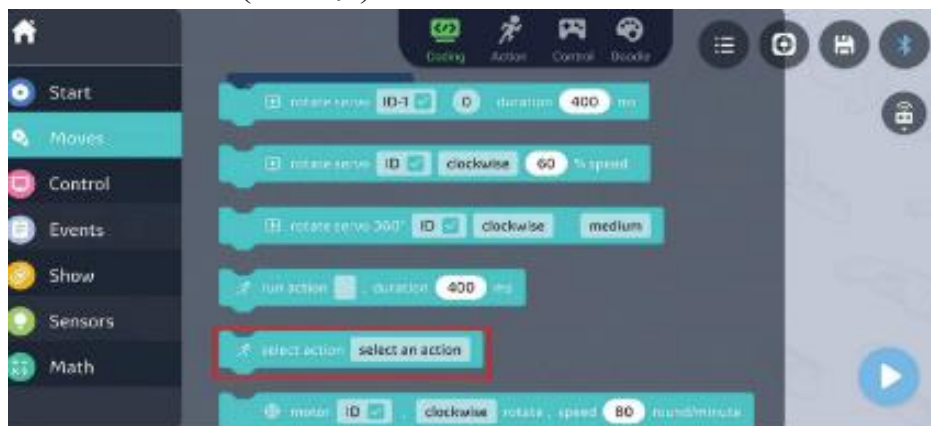 Coding Action Control Doodle
Start
Moves
Control
Events
Show
Sensors
Math
rotate servo ID-1 0 duration 400 ms
rotate servo ID clockwise 60 % speed
rotate servo 360° ID clockwise medium
run action , duration 400 ms
select action select an action
motor ID , clockwise rotate , speed 80 round/minute